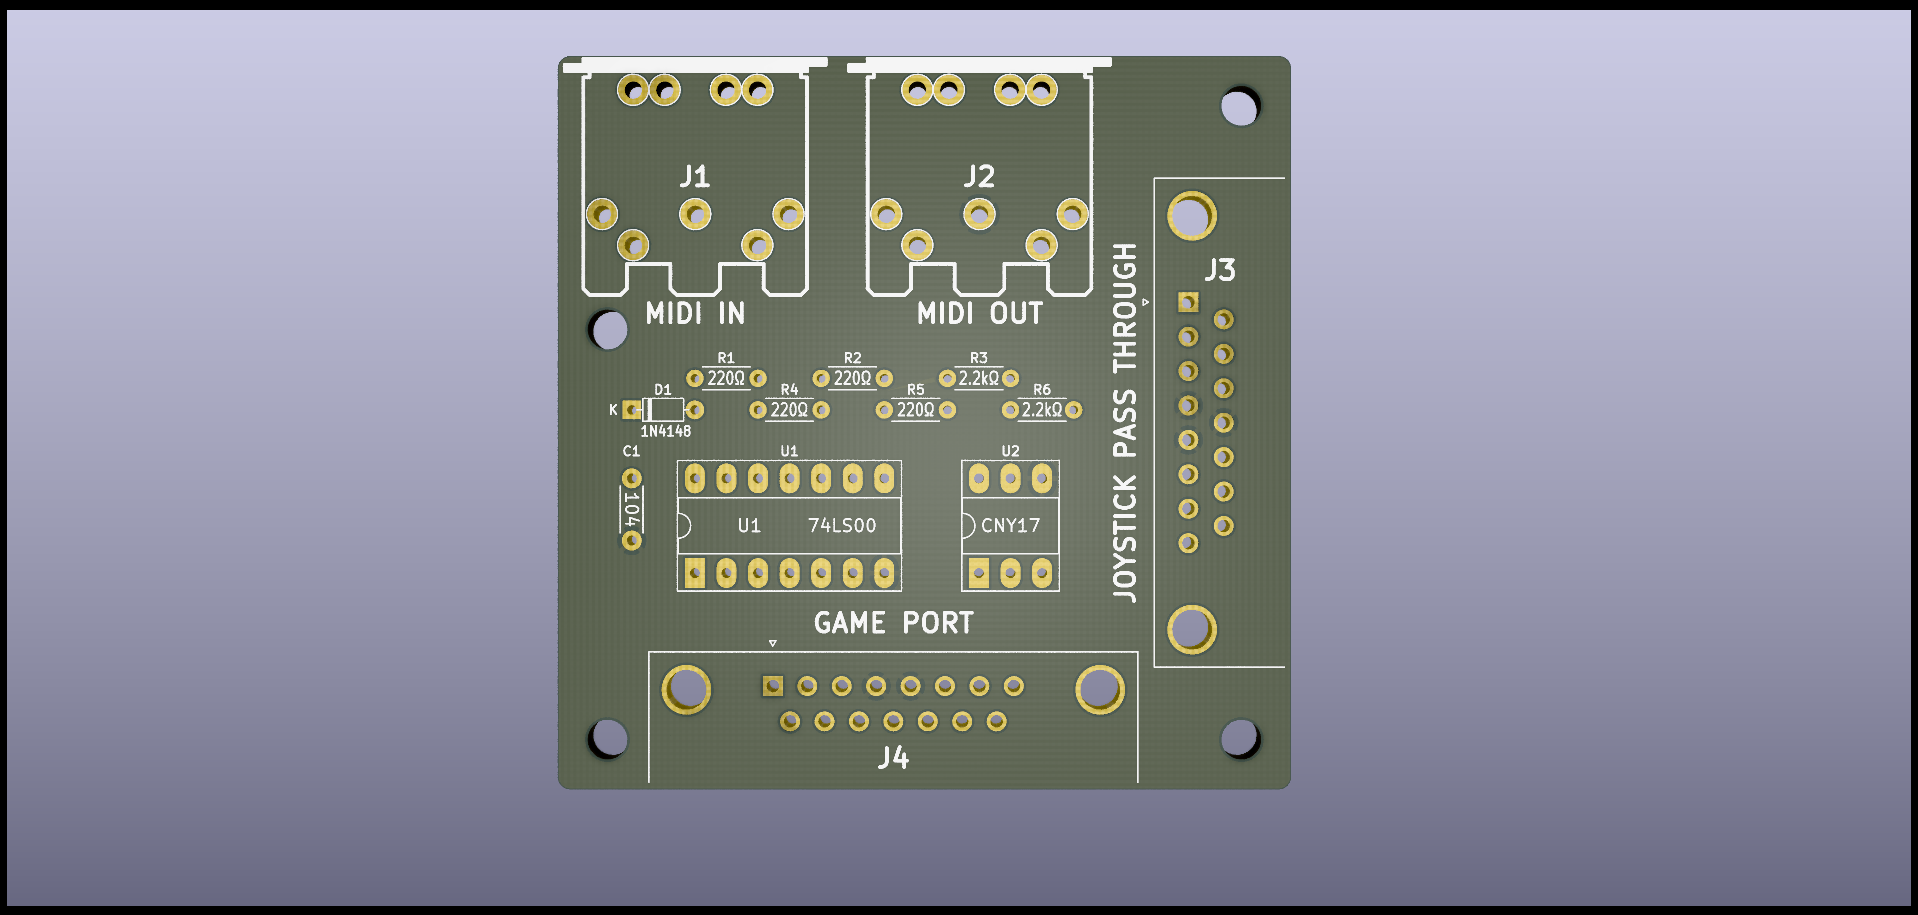 J1
J2
J3
MIDI IN
MIDI OUT
JOYSTICK PASS THROUGH
R1
R2
R3
220Ω
220Ω
2.2kΩ
D1
R4
R5
R6
K
220Ω
220Ω
2.2kΩ
1N4148
C1
U1
U2
104
U1 74LS00
CNY17
GAME PORT
J4